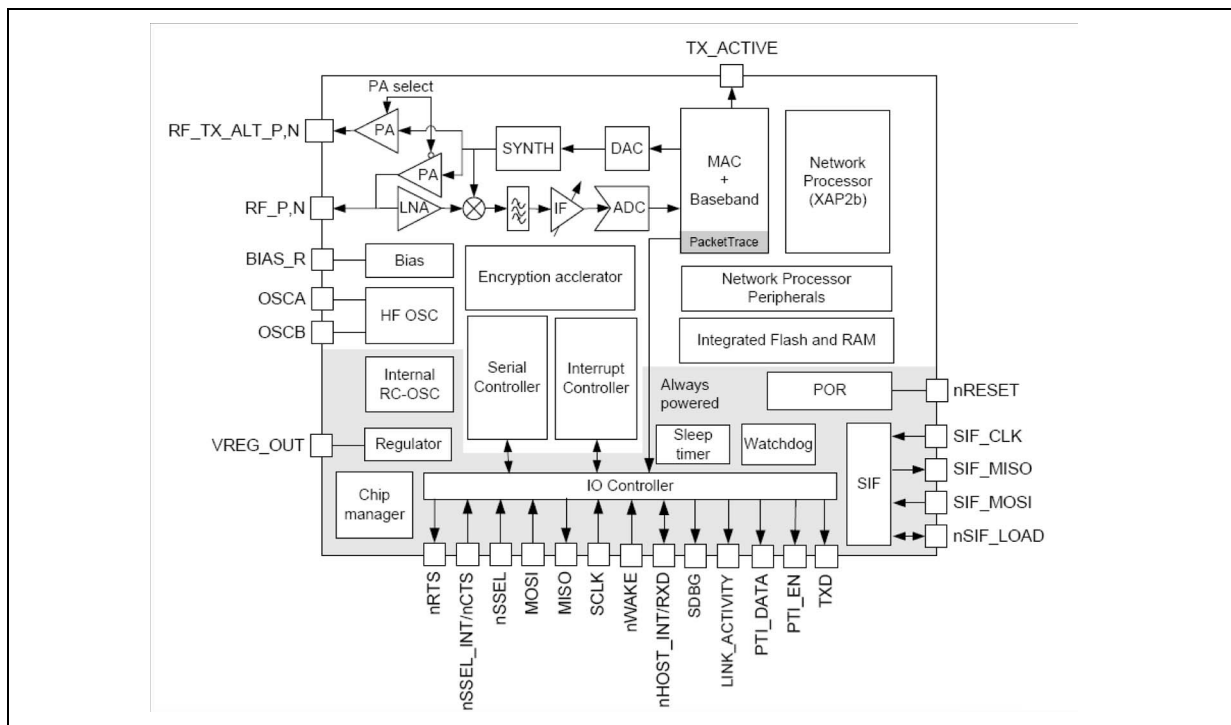 TX_ACTIVE
PA select
RF_TX_ALT_P,N
PA
SYNTH
DAC
MAC
+
Baseband
Network
Processor
(XAP2b)
PA
RF_P,N
LNA
IF
ADC
PacketTrace
BIAS_R
Bias
Encryption acclerator
Network Processor
Peripherals
OSCA
HF OSC
OSCB
Integrated Flash and RAM
Serial
Controller
Interrupt
Controller
Internal
RC-OSC
Always
powered
POR
nRESET
VREG_OUT
Regulator
Sleep
timer
Watchdog
SIF
SIF_CLK
SIF_MISO
SIF_MOSI
nSIF_LOAD
IO Controller
Chip
manager
nRTS
nSSEL_INT/nCTS
nSSEL
MOSI
MISO
SCLK
nWAKE
nHOST_INT/RXD
SDBG
LINK_ACTIVITY
PTI_DATA
PTI_EN
TXD